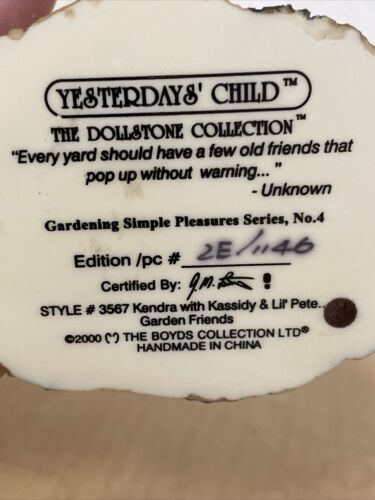 YESTERDAYS' CHILD™
THE DOLLSTONE COLLECTION™
"Every yard should have a few old friends that
pop up without warning..."
- Unknown
Gardening Simple Pleasures Series, No.4
Edition /pc # 2E/1146
Certified By:
STYLE # 3567 Kendra with Kassidy & Lil' Pete..
Garden Friends
©2000 (") THE BOYDS COLLECTION LTD®
HANDMADE IN CHINA